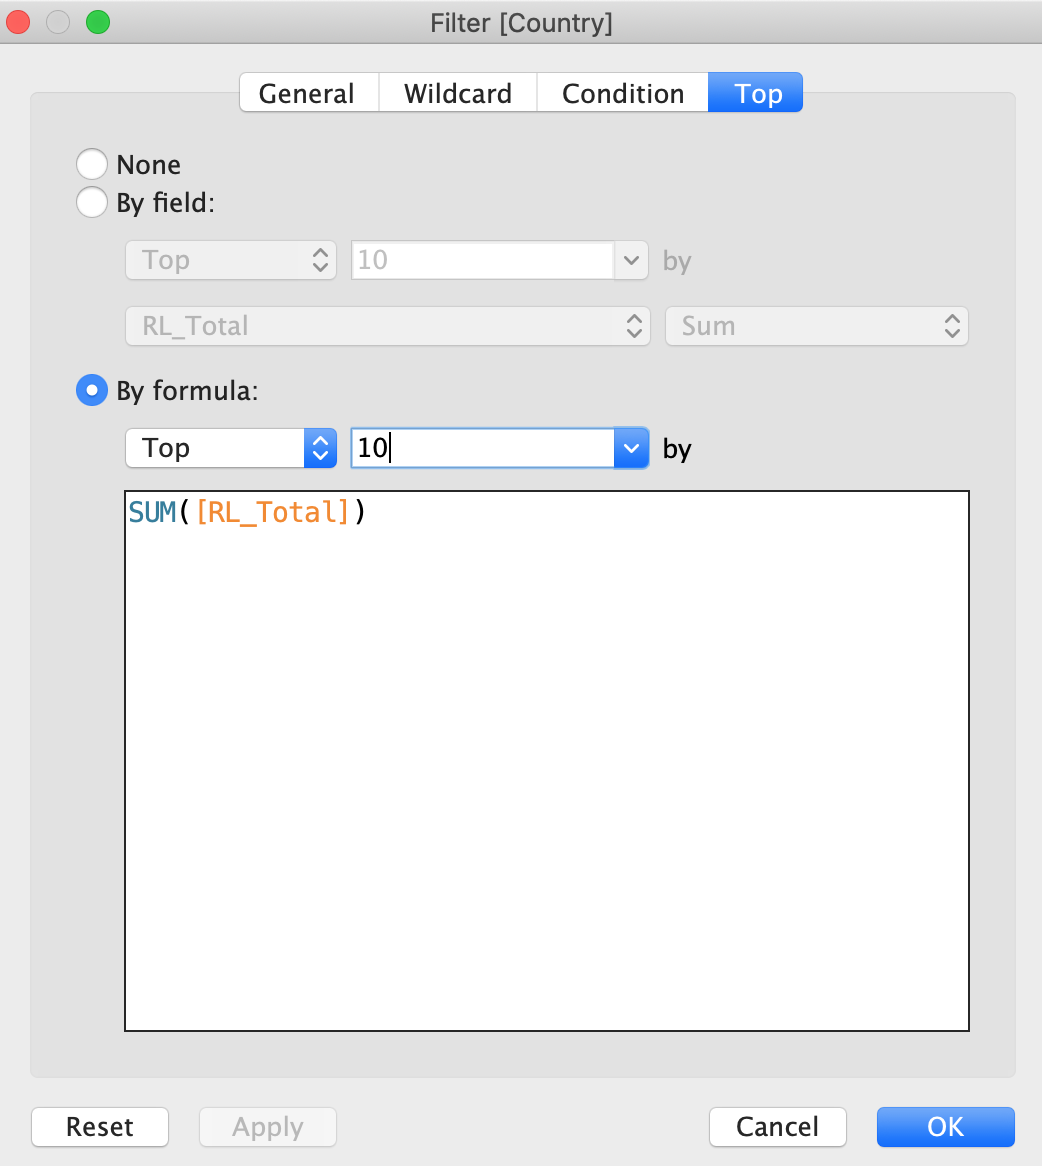 Filter [Country]
General Wildcard Condition Top
None
By field:
Top 10 by
RL_Total Sum
By formula:
Top 10 by
SUM([RL_Total])
Reset Apply Cancel OK